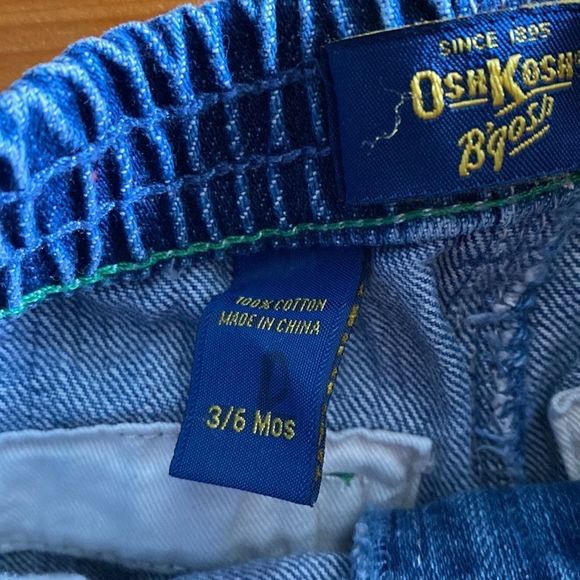 SINCE 1895
OSHKOSH
B'gosh
100% COTTON
MADE IN CHINA
3/6 Mos